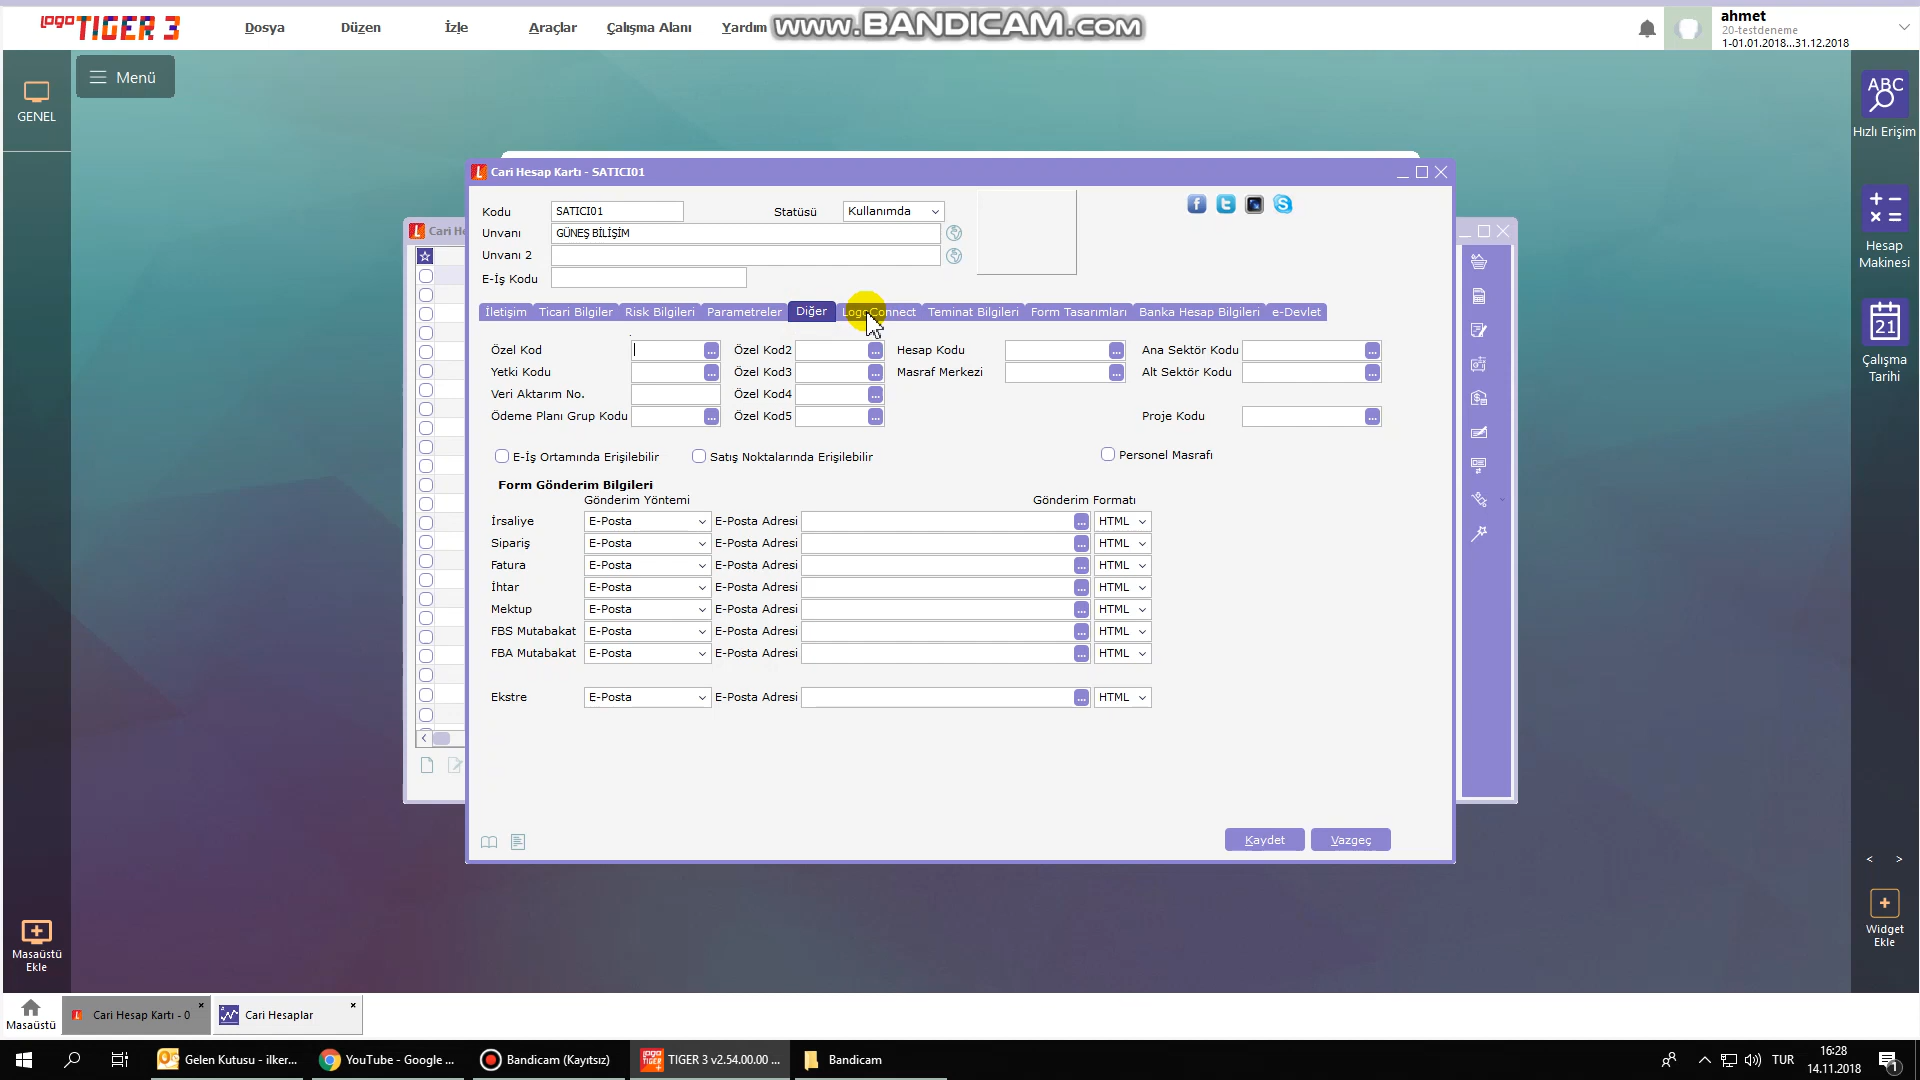 LOGO TIGER 3 Dosya Düzen İzle Araçlar Çalışma Alanı Yardım www.BANDICAM.com
ahmet
20-testdeneme
1-01.01.2018...31.12.2018
Menü
GENEL
ABC
Hızlı Erişim
Hesap
Makinesi
21
Çalışma
Tarihi
Cari He
Cari Hesap Kartı - SATICI01
Kodu SATICI01 Statüsü Kullanımda
Unvanı GÜNEŞ BİLİŞİM
Unvanı 2
E-İş Kodu
İletişim Ticari Bilgiler Risk Bilgileri Parametreler Diğer LogoConnect Teminat Bilgileri Form Tasarımları Banka Hesap Bilgileri e-Devlet
Özel Kod Özel Kod2 Hesap Kodu Ana Sektör Kodu
Yetki Kodu Özel Kod3 Masraf Merkezi Alt Sektör Kodu
Veri Aktarım No. Özel Kod4
Ödeme Planı Grup Kodu Özel Kod5 Proje Kodu
E-İş Ortamında Erişilebilir Satış Noktalarında Erişilebilir Personel Masrafı
Form Gönderim Bilgileri
Gönderim Yöntemi Gönderim Formatı
İrsaliye E-Posta E-Posta Adresi HTML
Sipariş E-Posta E-Posta Adresi HTML
Fatura E-Posta E-Posta Adresi HTML
İhtar E-Posta E-Posta Adresi HTML
Mektup E-Posta E-Posta Adresi HTML
FBS Mutabakat E-Posta E-Posta Adresi HTML
FBA Mutabakat E-Posta E-Posta Adresi HTML
Ekstre E-Posta E-Posta Adresi HTML
Kaydet Vazgeç
Masaüstü
Ekle
Widget
Ekle
Masaüstü Cari Hesap Kartı - 0 Cari Hesaplar
Gelen Kutusu - ilker... YouTube - Google ... Bandicam (Kayıtsız) TIGER 3 v2.54.00.00 ... Bandicam TUR
16:28
14.11.2018
1